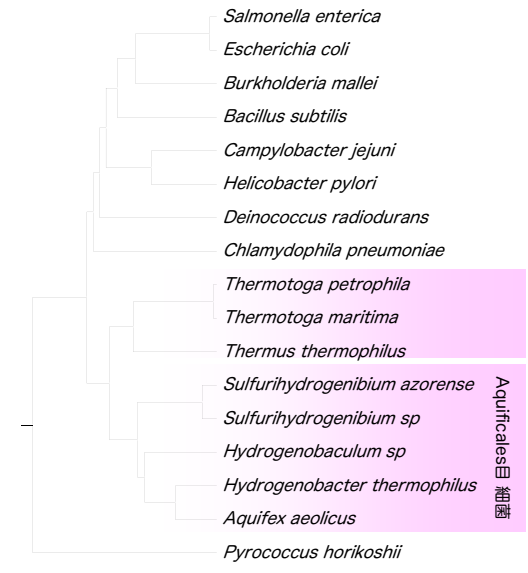 Salmonella enterica
Escherichia coli
Burkholderia mallei
Bacillus subtilis
Campylobacter jejuni
Helicobacter pylori
Deinococcus radiodurans
Chlamydophila pneumoniae
Thermotoga petrophila
Thermotoga maritima
Thermus thermophilus
Sulfurihydrogenibium azorense
Sulfurihydrogenibium sp
Hydrogenobaculum sp
Hydrogenobacter thermophilus
Aquifex aeolicus
Pyrococcus horikoshii
Aquificales目 細菌